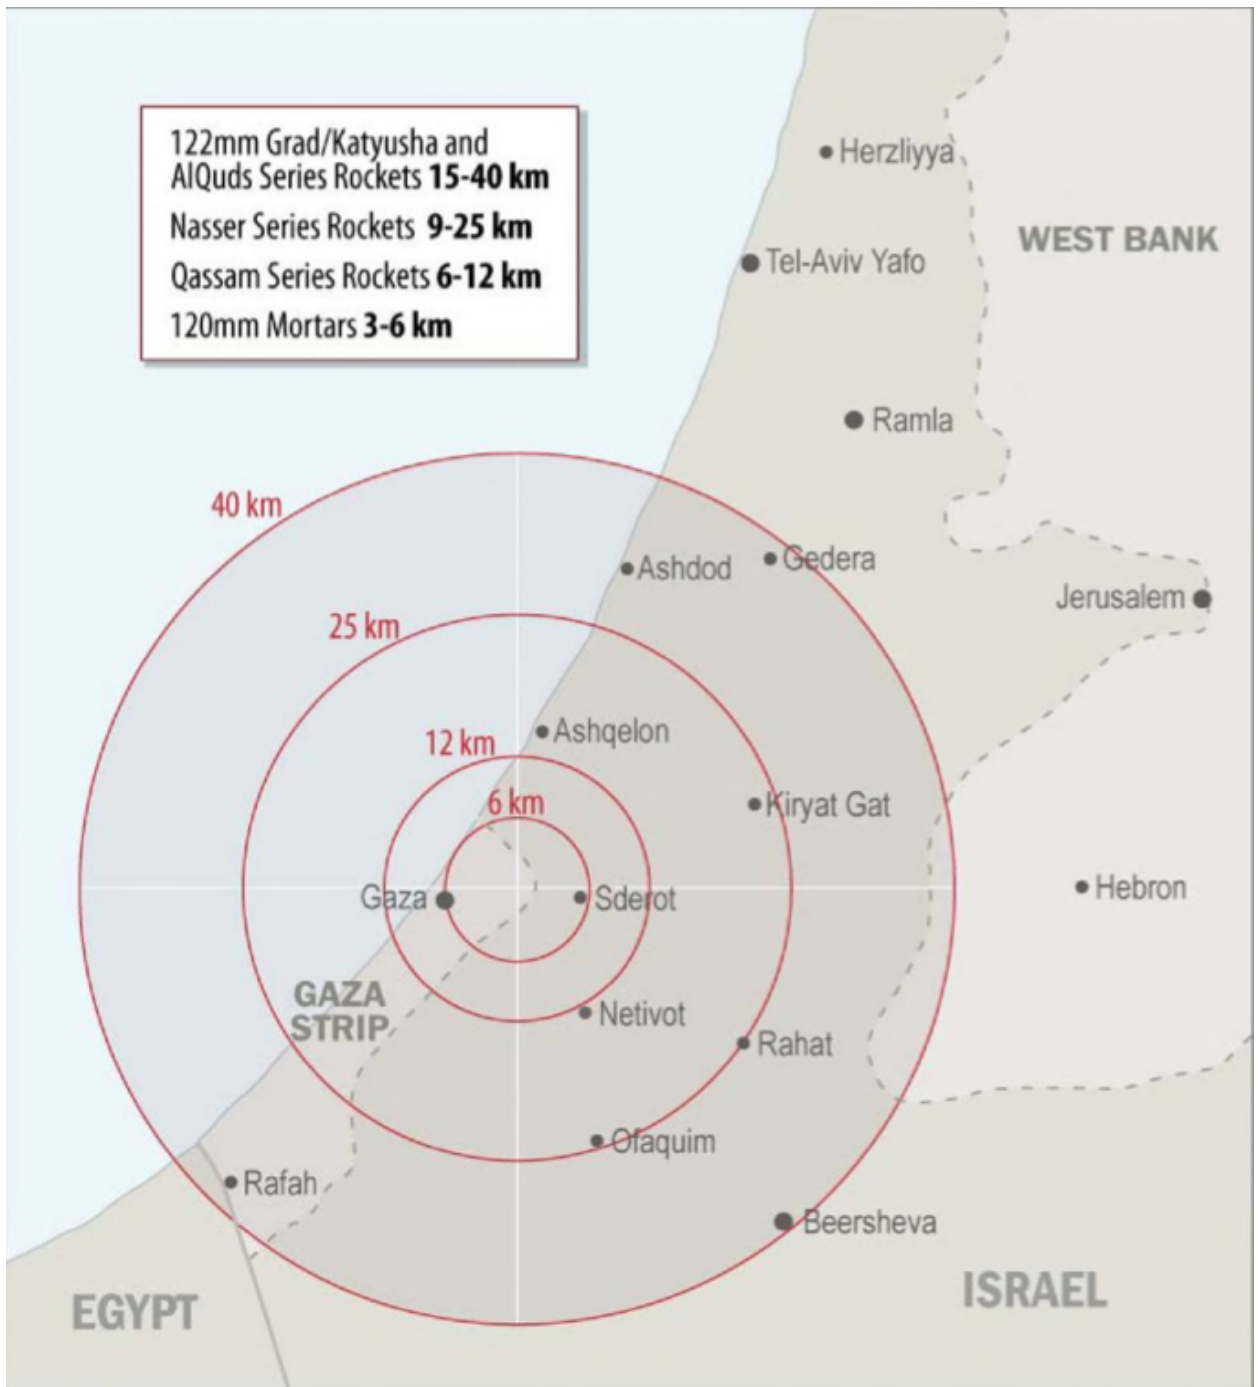 122mm Grad/Katyusha and
AlQuds Series Rockets 15-40 km
Nasser Series Rockets 9-25 km
Qassam Series Rockets 6-12 km
120mm Mortars 3-6 km
Herzliyya
WEST BANK
Tel-Aviv Yafo
Ramla
40 km
Ashdod
Gedera
Jerusalem
25 km
Ashqelon
12 km
6 km
Kiryat Gat
Gaza
Sderot
Hebron
GAZA
STRIP
Netivot
Rahat
Ofaquim
Rafah
Beersheva
EGYPT
ISRAEL